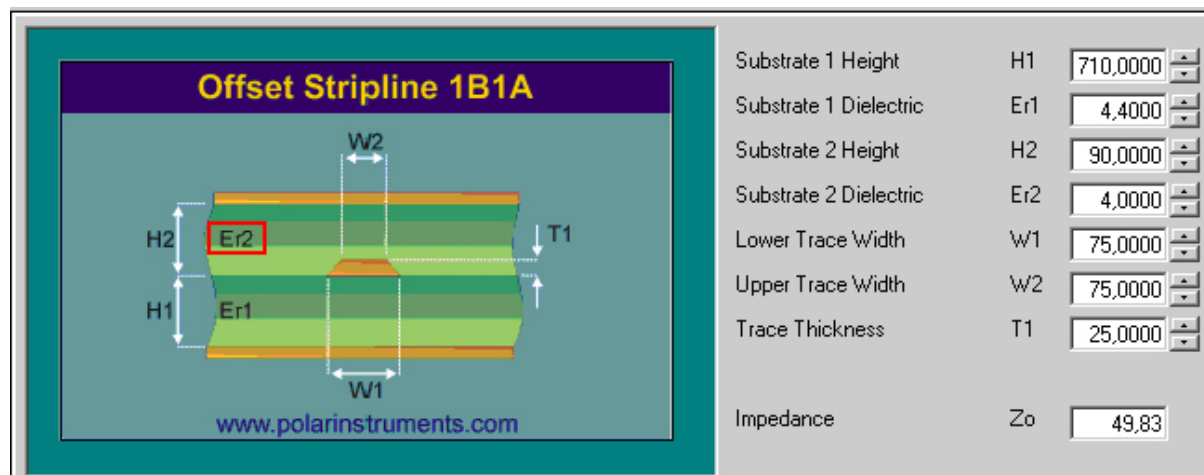 Offset Stripline 1B1A
W2
H2
Er2
T1
H1
Er1
W1
www.polarinstruments.com
Substrate 1 Height H1 710,0000
Substrate 1 Dielectric Er1 4,4000
Substrate 2 Height H2 90,0000
Substrate 2 Dielectric Er2 4,0000
Lower Trace Width W1 75,0000
Upper Trace Width W2 75,0000
Trace Thickness T1 25,0000
Impedance Zo 49,83